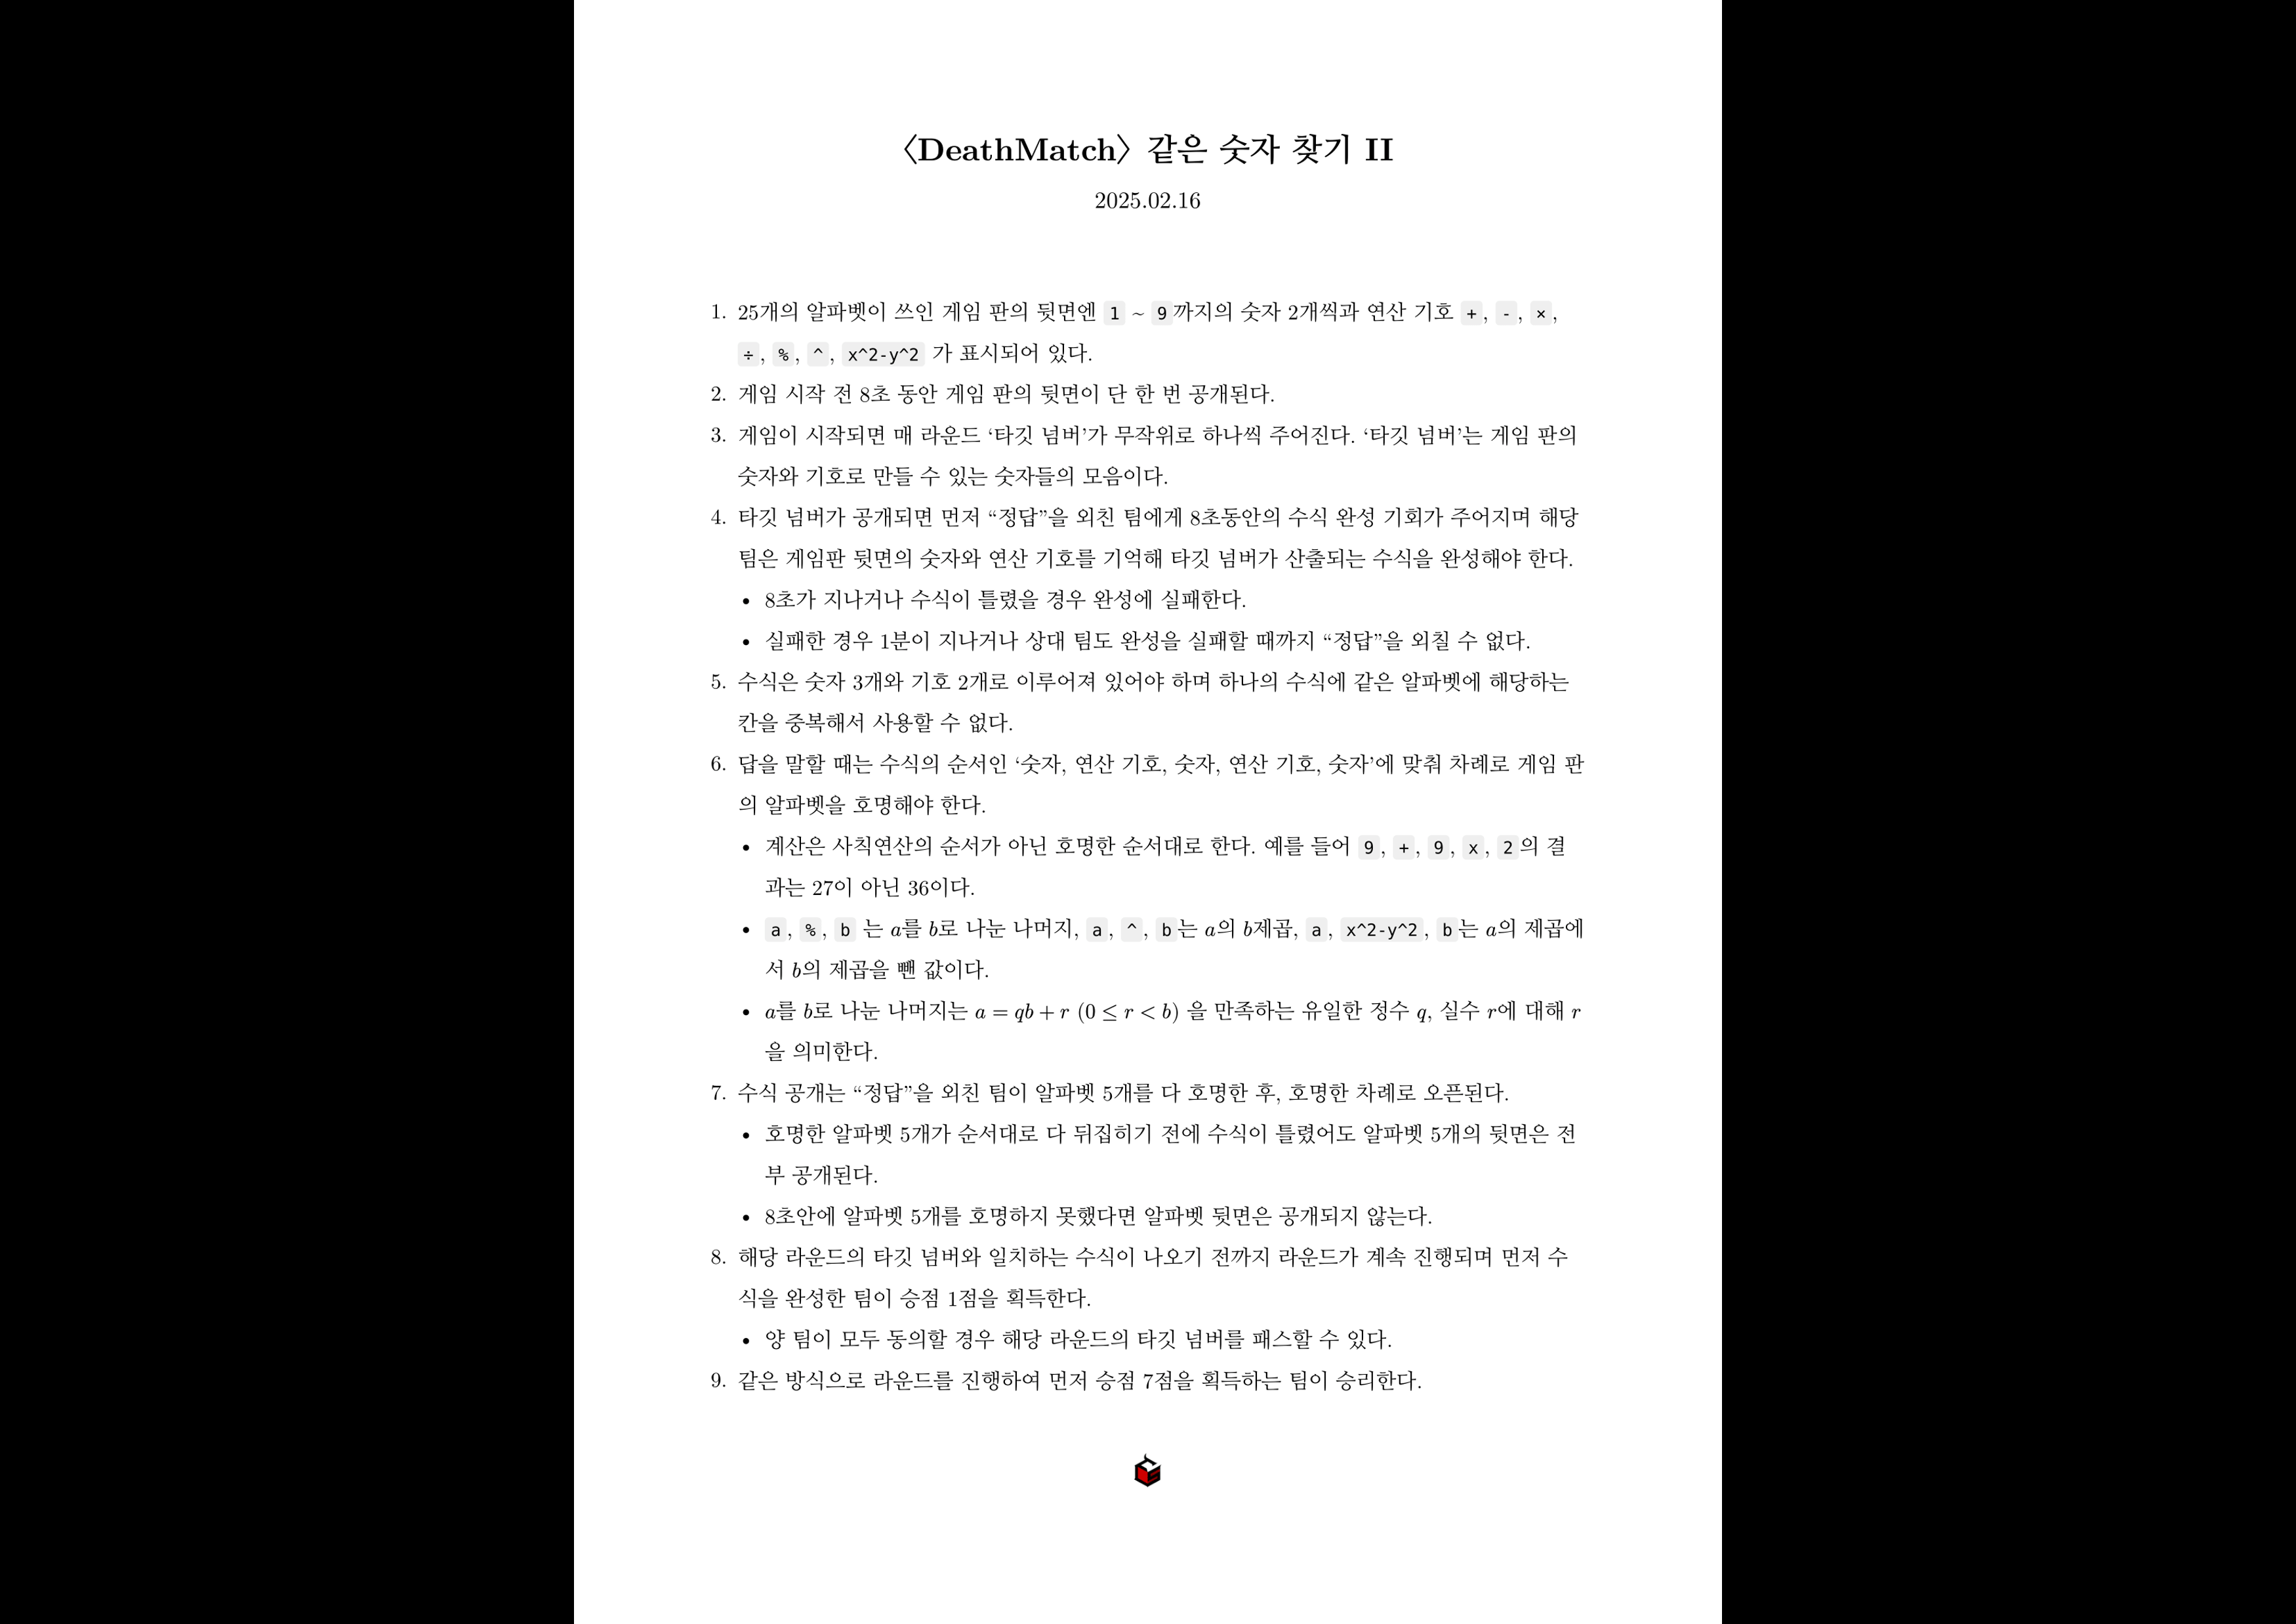 〈DeathMatch〉 같은 숫자 찾기 II
2025.02.16
1. 25개의 알파벳이 쓰인 게임 판의 뒷면엔 1 ~ 9까지의 숫자 2개씩과 연산 기호 +, -, ×,
÷, %, ^, x^2-y^2 가 표시되어 있다.
2. 게임 시작 전 8초 동안 게임 판의 뒷면이 단 한 번 공개된다.
3. 게임이 시작되면 매 라운드 ‘타깃 넘버’가 무작위로 하나씩 주어진다. ‘타깃 넘버’는 게임 판의
숫자와 기호로 만들 수 있는 숫자들의 모음이다.
4. 타깃 넘버가 공개되면 먼저 “정답”을 외친 팀에게 8초동안의 수식 완성 기회가 주어지며 해당
팀은 게임판 뒷면의 숫자와 연산 기호를 기억해 타깃 넘버가 산출되는 수식을 완성해야 한다.
• 8초가 지나거나 수식이 틀렸을 경우 완성에 실패한다.
• 실패한 경우 1분이 지나거나 상대 팀도 완성을 실패할 때까지 “정답”을 외칠 수 없다.
5. 수식은 숫자 3개와 기호 2개로 이루어져 있어야 하며 하나의 수식에 같은 알파벳에 해당하는
칸을 중복해서 사용할 수 없다.
6. 답을 말할 때는 수식의 순서인 ‘숫자, 연산 기호, 숫자, 연산 기호, 숫자’에 맞춰 차례로 게임 판
의 알파벳을 호명해야 한다.
• 계산은 사칙연산의 순서가 아닌 호명한 순서대로 한다. 예를 들어 9, +, 9, x, 2의 결
과는 27이 아닌 36이다.
• a, %, b 는 a를 b로 나눈 나머지, a, ^, b는 a의 b제곱, a, x^2-y^2, b는 a의 제곱에
서 b의 제곱을 뺀 값이다.
• a를 b로 나눈 나머지는 a = qb + r (0 ≤ r < b) 을 만족하는 유일한 정수 q, 실수 r에 대해 r
을 의미한다.
7. 수식 공개는 “정답”을 외친 팀이 알파벳 5개를 다 호명한 후, 호명한 차례로 오픈된다.
• 호명한 알파벳 5개가 순서대로 다 뒤집히기 전에 수식이 틀렸어도 알파벳 5개의 뒷면은 전
부 공개된다.
• 8초안에 알파벳 5개를 호명하지 못했다면 알파벳 뒷면은 공개되지 않는다.
8. 해당 라운드의 타깃 넘버와 일치하는 수식이 나오기 전까지 라운드가 계속 진행되며 먼저 수
식을 완성한 팀이 승점 1점을 획득한다.
• 양 팀이 모두 동의할 경우 해당 라운드의 타깃 넘버를 패스할 수 있다.
9. 같은 방식으로 라운드를 진행하여 먼저 승점 7점을 획득하는 팀이 승리한다.